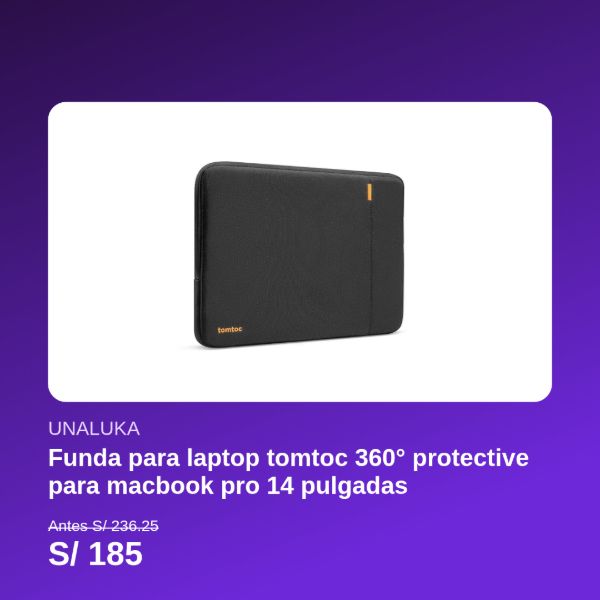 tomtoc
UNALUKA
Funda para laptop tomtoc 360° protective
para macbook pro 14 pulgadas
Antes S/ 236.25
S/ 185